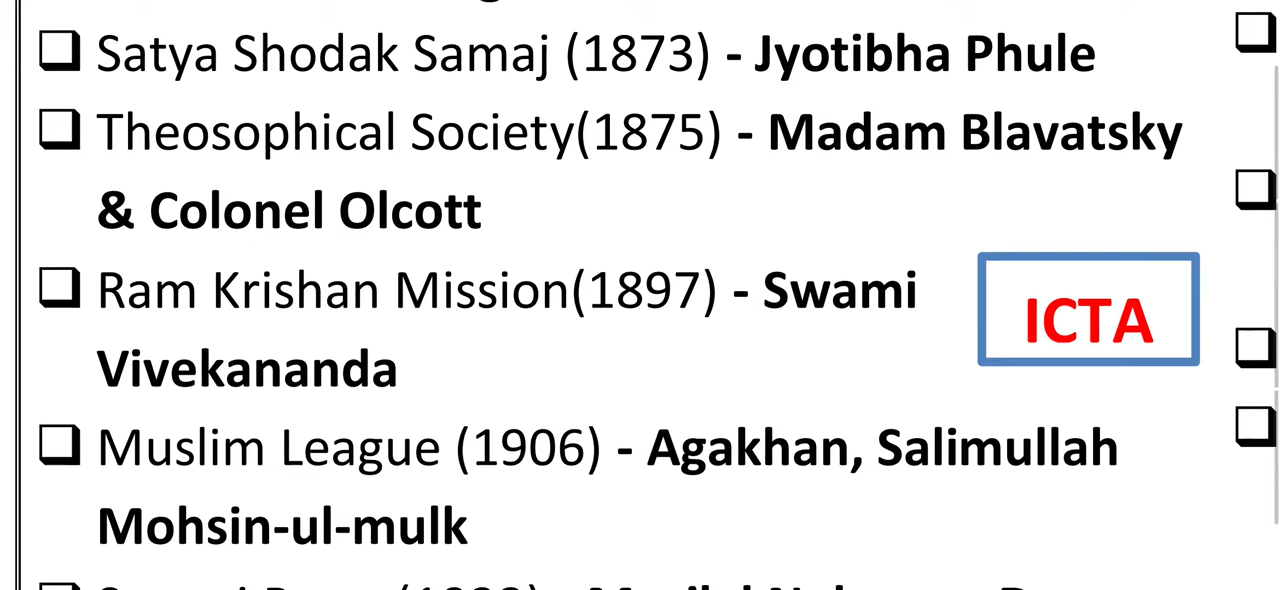 ❑ Satya Shodak Samaj (1873) - Jyotibha Phule
❑ Theosophical Society(1875) - Madam Blavatsky
& Colonel Olcott
❑ Ram Krishan Mission(1897) - Swami
Vivekananda
ICTA
❑ Muslim League (1906) - Agakhan, Salimullah
Mohsin-ul-mulk